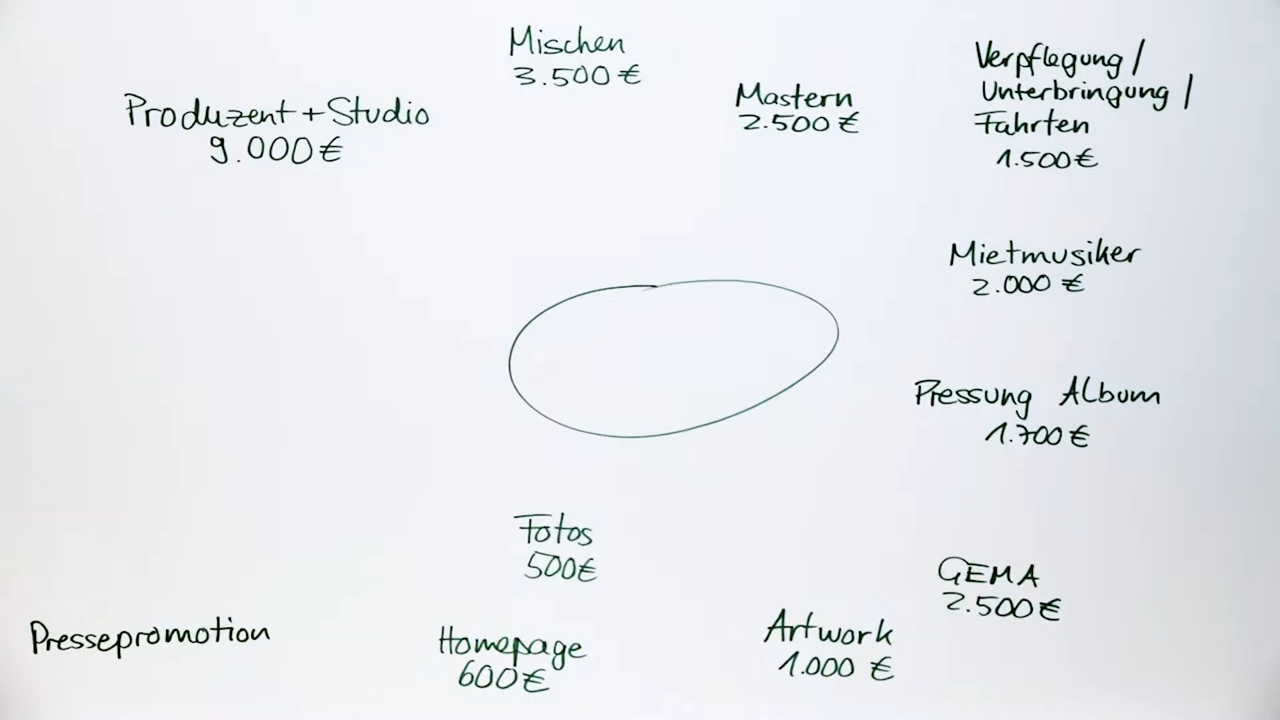 Mischen
3.500 €
Produzent + Studio
9.000 €
Mastern
2.500 €
Verpflegung /
Unterbringung /
Fahrten
1.500 €
Mietmusiker
2.000 €
Pressung Album
1.700 €
GEMA
2.500 €
Artwork
1.000 €
Fotos
500 €
Homepage
600 €
Pressepromotion